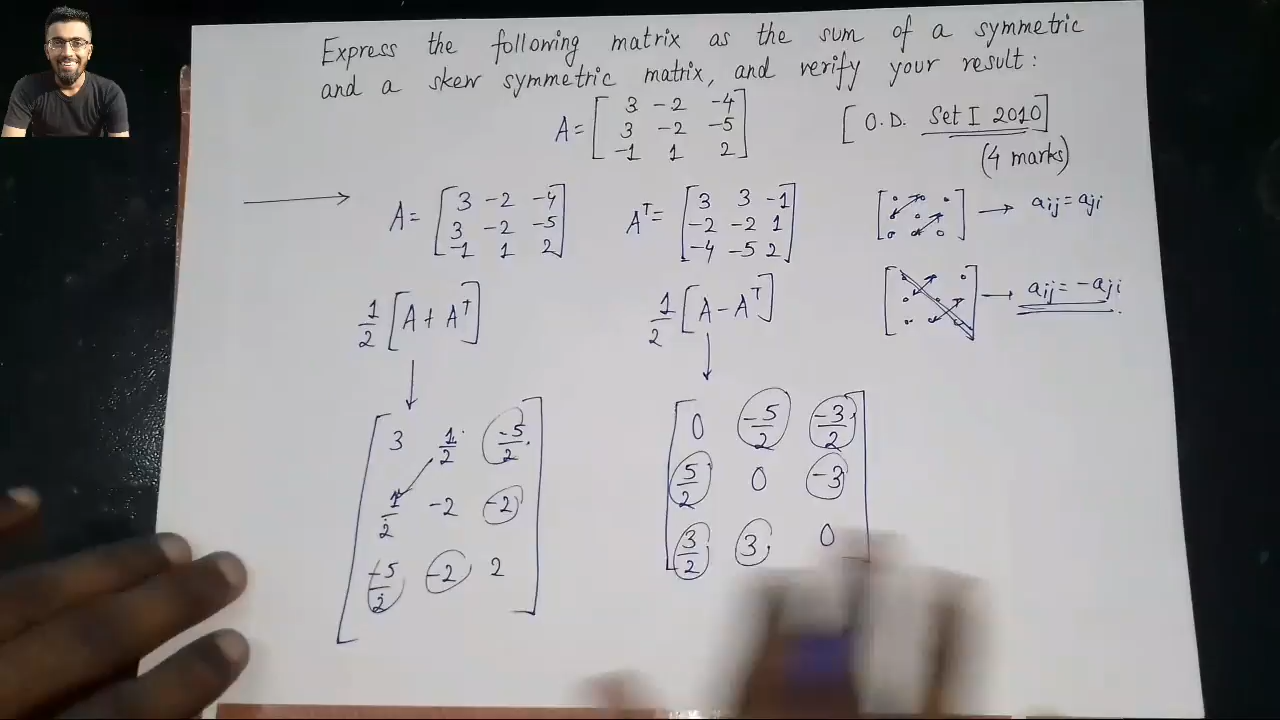 Express the following matrix as the sum of a symmetric
and a skew symmetric matrix, and verify your result:
A = [ 3 -2 -4
3 -2 -5
-1 1 2 ]
[ O.D. Set I 2010]
(4 marks)
A = [ 3 -2 -4
3 -2 -5
-1 1 2 ]
Aᵀ = [ 3 3 -1
-2 -2 1
-4 -5 2 ]
→ aij = aji
→ aij = -aji
1/2 [A + Aᵀ]
1/2 [A - Aᵀ]
[ 3 1/2 -5/2
1/2 -2 -2
-5/2 -2 2 ]
[ 0 -5/2 -3/2
5/2 0 -3
3/2 3 0 ]